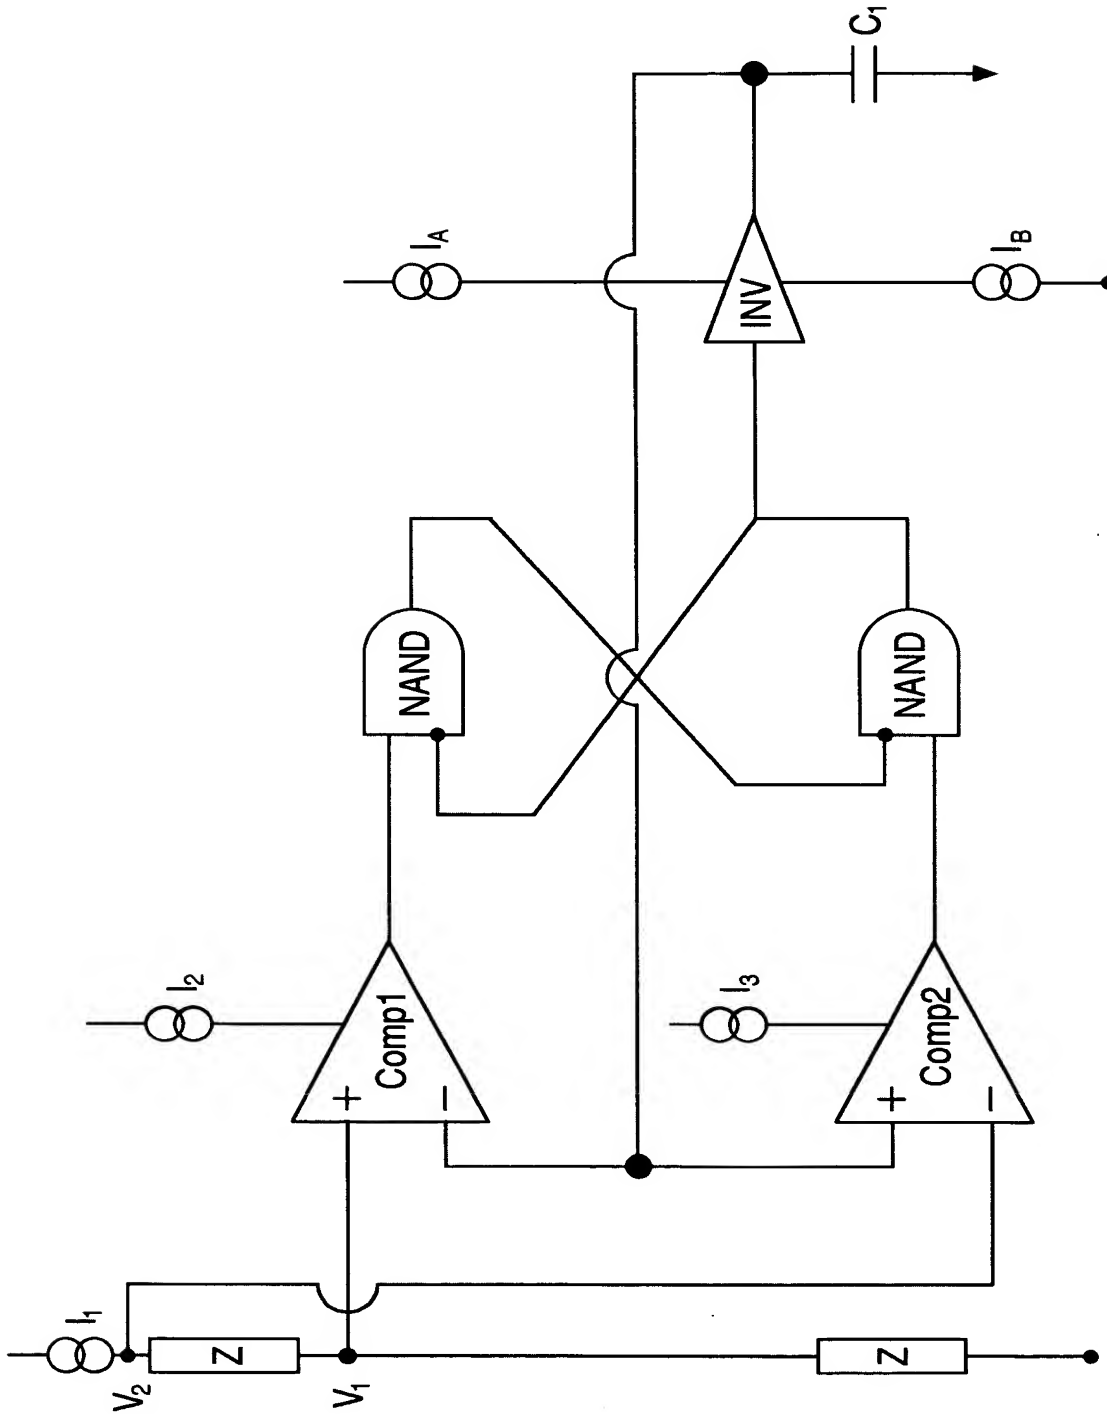 I1
V2
Z
V1
Z
I2
Comp1
+
−
I3
Comp2
+
−
NAND
NAND
IA
INV
IB
C1